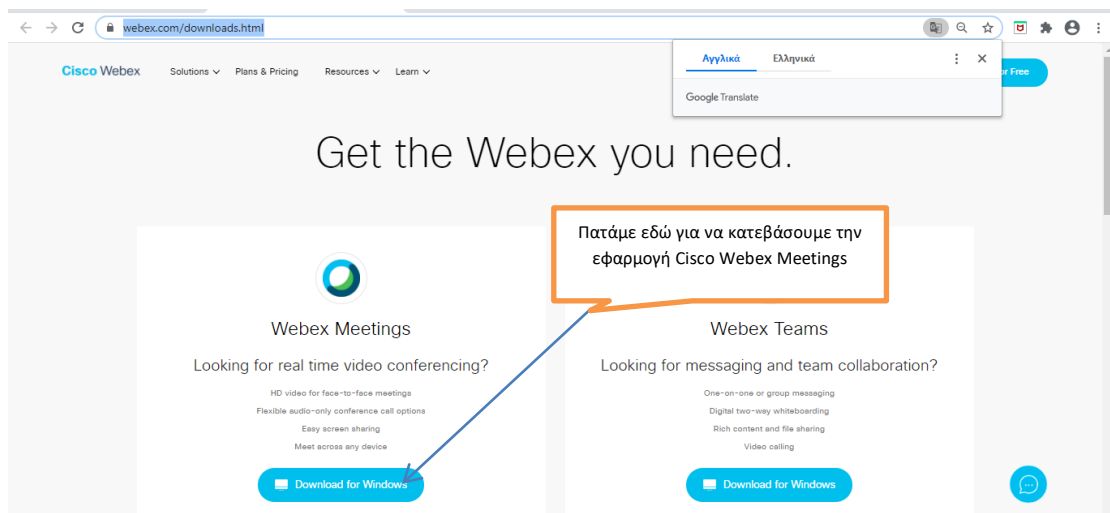 webex.com/downloads.html
Cisco Webex
Solutions
Plans & Pricing
Resources
Learn
Αγγλικά
Ελληνικά
Google Translate
or Free
Get the Webex you need.
Πατάμε εδώ για να κατεβάσουμε την
εφαρμογή Cisco Webex Meetings
Webex Meetings
Looking for real time video conferencing?
HD video for face-to-face meetings
Flexible audio-only conference call options
Easy screen sharing
Meet across any device
Download for Windows
Webex Teams
Looking for messaging and team collaboration?
One-on-one or group messaging
Digital two-way whiteboarding
Rich content and file sharing
Video calling
Download for Windows